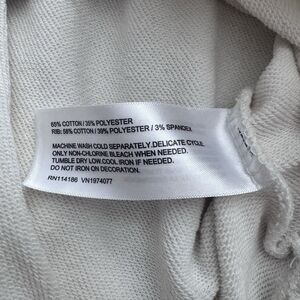 65% COTTON / 35% POLYESTER
RIB: 58% COTTON / 39% POLYESTER / 3% SPANDEX
MACHINE WASH COLD SEPARATELY. DELICATE CYCLE.
ONLY NON-CHLORINE BLEACH WHEN NEEDED.
TUMBLE DRY LOW. COOL IRON IF NEEDED.
DO NOT IRON ON DECORATION.
RN114186 VN1974077